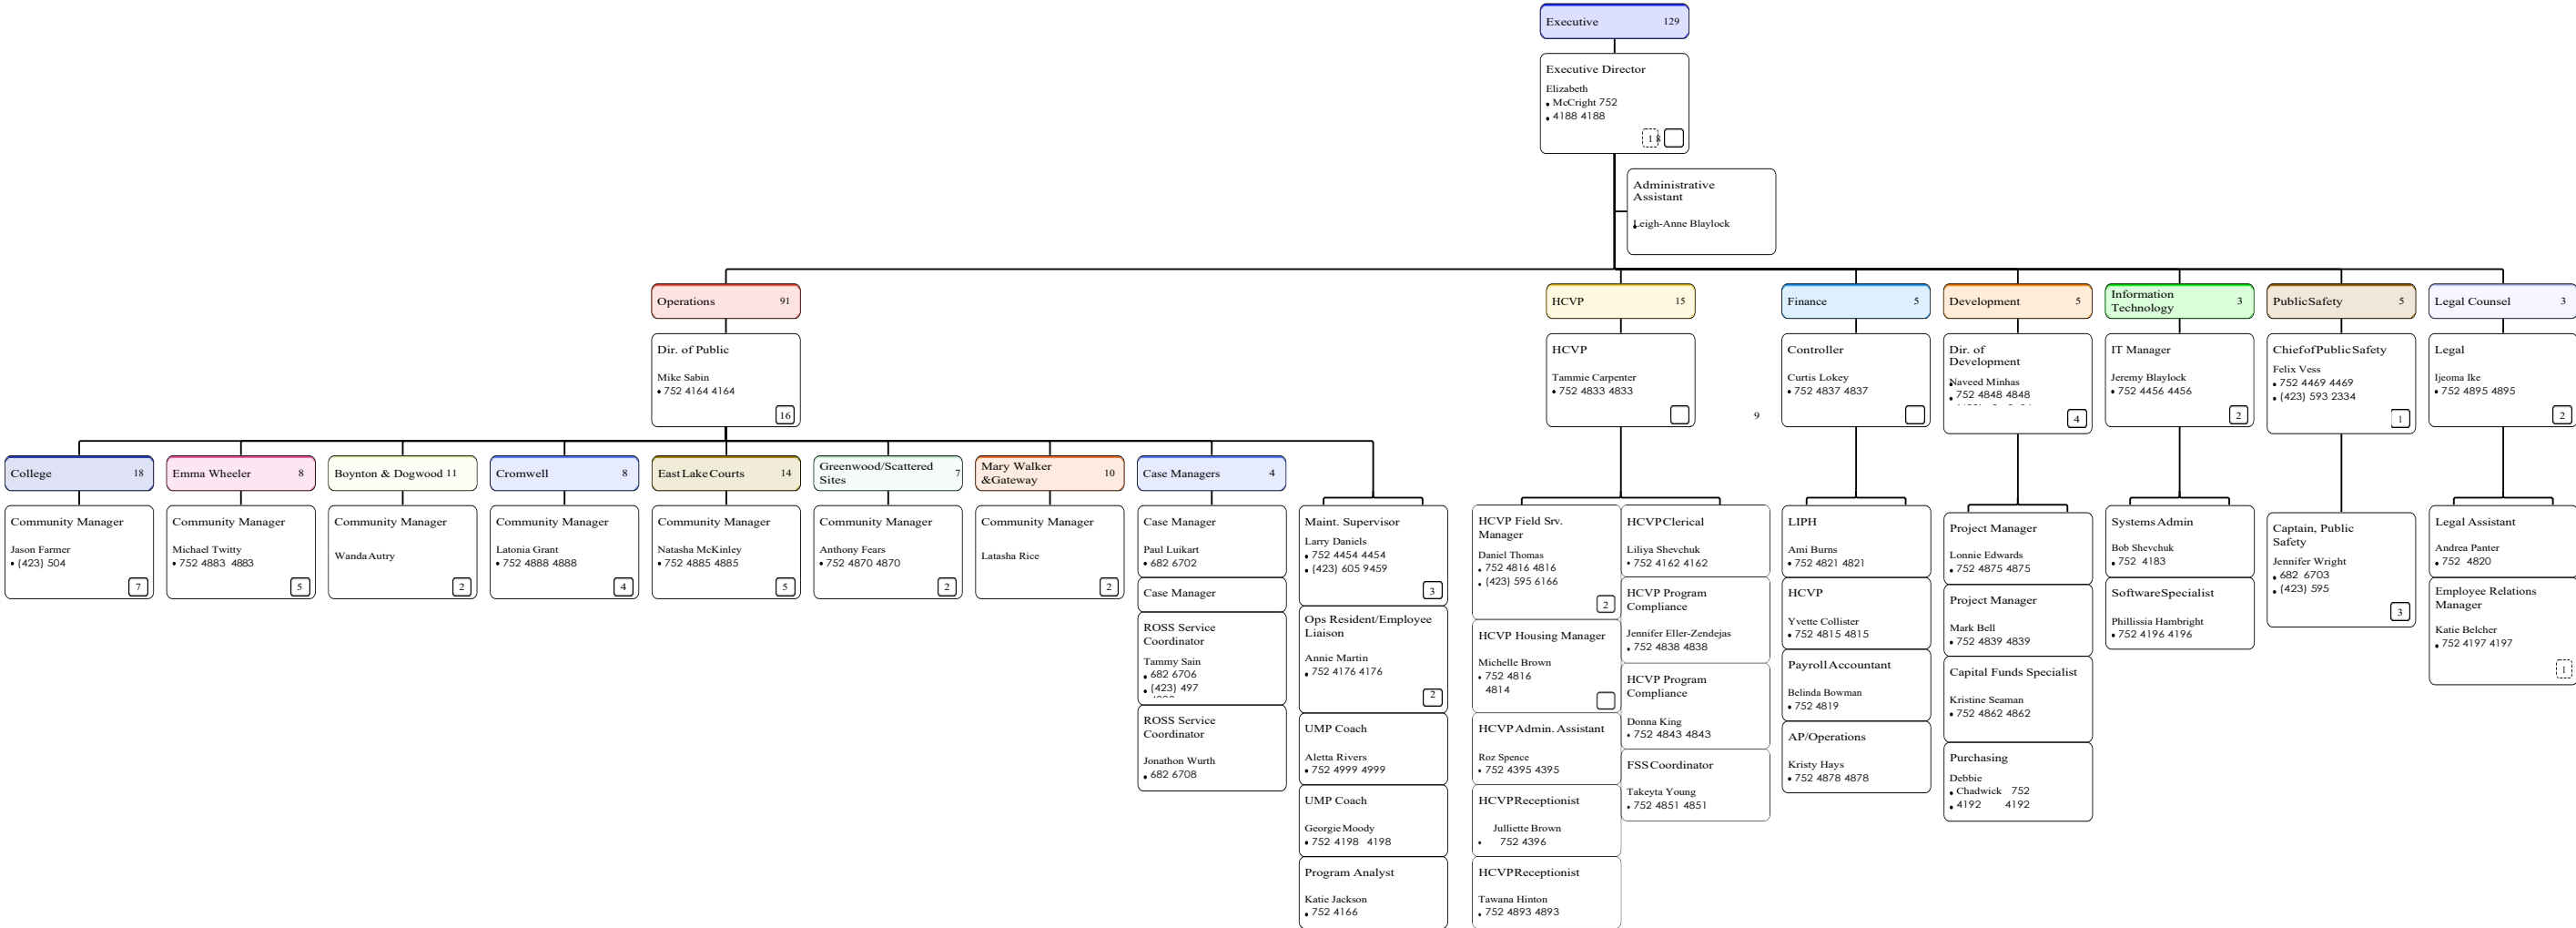 Executive 129
Executive Director
Elizabeth
• McCright 752
• 4188 4188
1 8
Administrative
Assistant
Leigh-Anne Blaylock
Operations 91
HCVP 15
Finance 5
Development 5
Information
Technology 3
PublicSafety 5
Legal Counsel 3
Dir. of Public
Mike Sabin
• 752 4164 4164
16
HCVP
Tammie Carpenter
• 752 4833 4833
9
Controller
Curtis Lokey
• 752 4837 4837
Dir. of
Development
Naveed Minhas
• 752 4848 4848
4
IT Manager
Jeremy Blaylock
• 752 4456 4456
2
ChiefofPublicSafety
Felix Vess
• 752 4469 4469
• (423) 593 2334
1
Legal
Ijeoma Ike
• 752 4895 4895
2
College 18
Emma Wheeler 8
Boynton & Dogwood 11
Cromwell 8
EastLakeCourts 14
Greenwood/Scattered
Sites 7
Mary Walker
&Gateway 10
Case Managers 4
Community Manager
Jason Farmer
• (423) 504
7
Community Manager
Michael Twitty
• 752 4883 4883
5
Community Manager
WandaAutry
2
Community Manager
Latonia Grant
• 752 4888 4888
4
Community Manager
Natasha McKinley
• 752 4885 4885
5
Community Manager
Anthony Fears
• 752 4870 4870
2
Community Manager
Latasha Rice
2
Case Manager
Paul Luikart
• 682 6702
Case Manager
ROSS Service
Coordinator
Tammy Sain
• 682 6706
• (423) 497
ROSS Service
Coordinator
Jonathon Wurth
• 682 6708
Maint. Supervisor
Larry Daniels
• 752 4454 4454
• (423) 605 9459
3
Ops Resident/Employee
Liaison
Annie Martin
• 752 4176 4176
2
UMP Coach
Aletta Rivers
• 752 4999 4999
UMP Coach
GeorgieMoody
• 752 4198 4198
Program Analyst
Katie Jackson
• 752 4166
HCVP Field Srv.
Manager
Daniel Thomas
• 752 4816 4816
• (423) 595 6166
2
HCVP Housing Manager
Michelle Brown
• 752 4816
4814
HCVPAdmin. Assistant
Roz Spence
• 752 4395 4395
HCVPReceptionist
Julliette Brown
• 752 4396
HCVPReceptionist
Tawana Hinton
• 752 4893 4893
HCVPClerical
Liliya Shevchuk
• 752 4162 4162
HCVP Program
Compliance
Jennifer Eller-Zendejas
• 752 4838 4838
HCVP Program
Compliance
Donna King
• 752 4843 4843
FSSCoordinator
Takeyta Young
• 752 4851 4851
LIPH
Ami Burns
• 752 4821 4821
HCVP
Yvette Collister
• 752 4815 4815
PayrollAccountant
Belinda Bowman
• 752 4819
AP/Operations
Kristy Hays
• 752 4878 4878
Project Manager
Lonnie Edwards
• 752 4875 4875
Project Manager
Mark Bell
• 752 4839 4839
Capital Funds Specialist
Kristine Seaman
• 752 4862 4862
Purchasing
Debbie
• Chadwick 752
• 4192 4192
Systems Admin
Bob Shevchuk
• 752 4183
SoftwareSpecialist
Phillissia Hambright
• 752 4196 4196
Captain, Public
Safety
Jennifer Wright
• 682 6703
• (423) 595
3
Legal Assistant
Andrea Panter
• 752 4820
Employee Relations
Manager
Katie Belcher
• 752 4197 4197
1